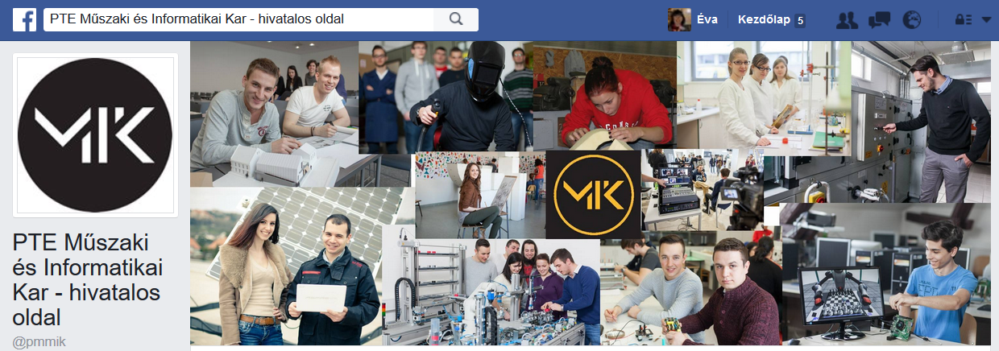 PTE Műszaki és Informatikai Kar - hivatalos oldal
Éva
Kezdőlap 5
MIK
MIK
PTE Műszaki
és Informatikai
Kar - hivatalos
oldal
@pmmik